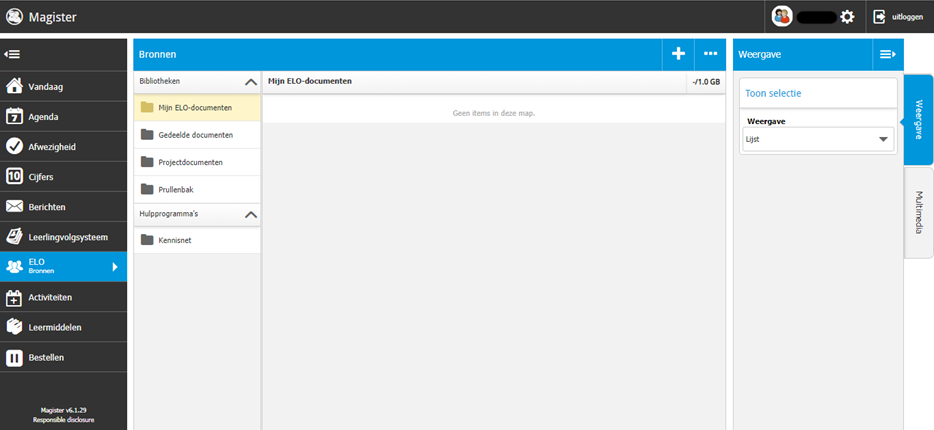 Magister
uitloggen
Vandaag
7
Agenda
Afwezigheid
10
Cijfers
Berichten
Leerlingvolgsysteem
ELO
Bronnen
Activiteiten
Leermiddelen
Bestellen
Magister v6.1.29
Responsible disclosure
Bronnen
Bibliotheken
Mijn ELO-documenten
Gedeelde documenten
Projectdocumenten
Prullenbak
Hulpprogramma's
Kennisnet
Mijn ELO-documenten
-/1.0 GB
Geen items in deze map.
Weergave
Toon selectie
Weergave
Lijst
Weergave
Multimedia